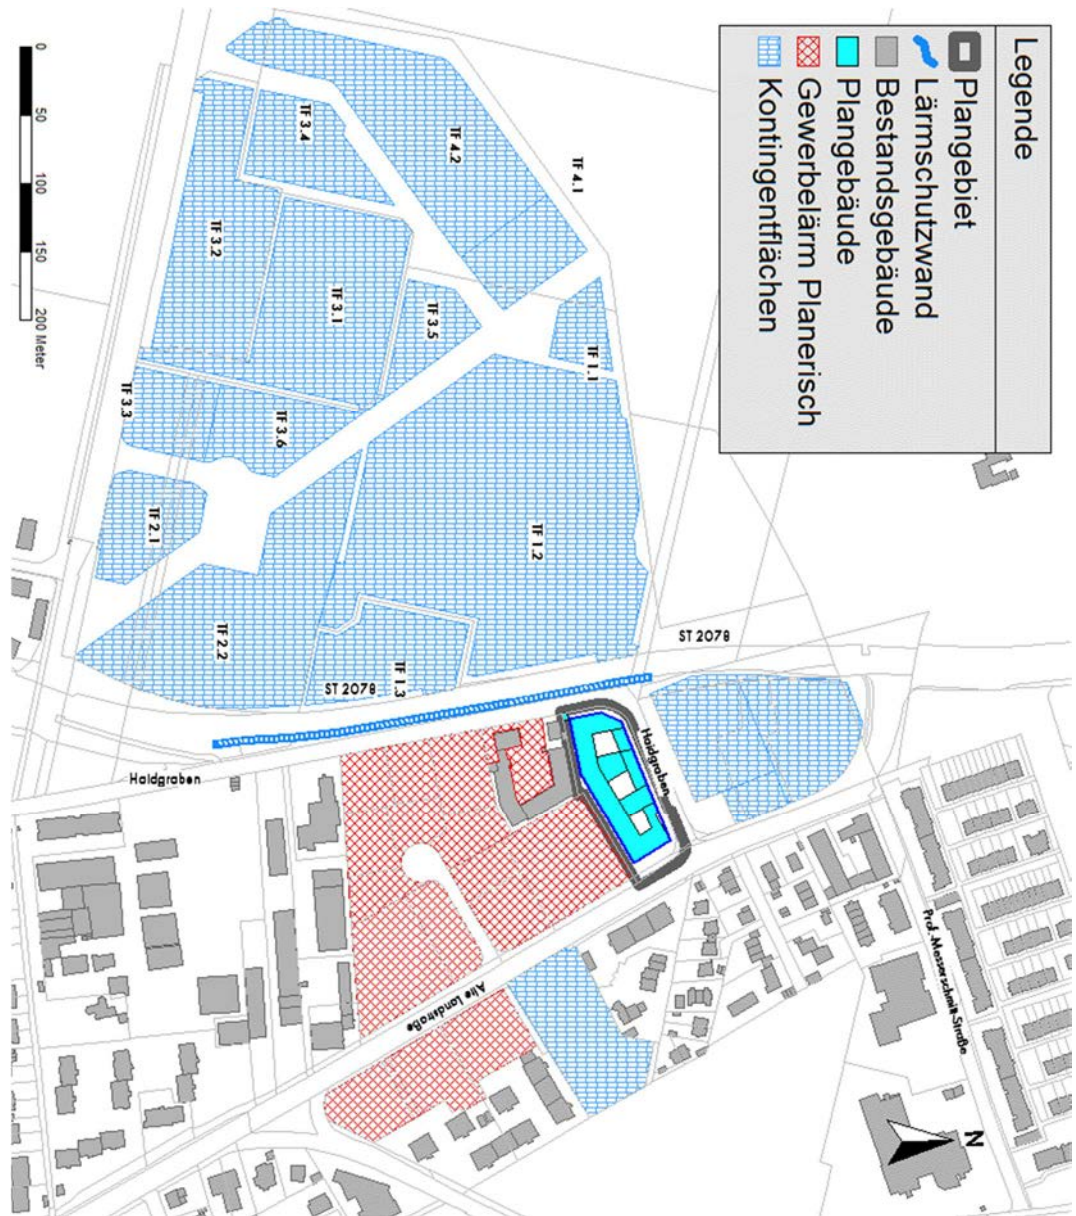 Legende
Plangebiet
Lärmschutzwand
Bestandsgebäude
Plangebäude
Gewerbelärm Planerisch
Kontingentflächen
0
50
100
150
200 Meter
TF 4.1
TF 4.2
TF 3.4
TF 3.2
TF 3.1
TF 3.5
TF 1.1
TF 3.3
TF 3.6
TF 2.1
TF 1.2
TF 2.2
TF 1.3
ST 2078
ST 2078
Haidgraben
Haidgraben
Alte Landstraße
Prof.-Messerschmitt-Straße
N